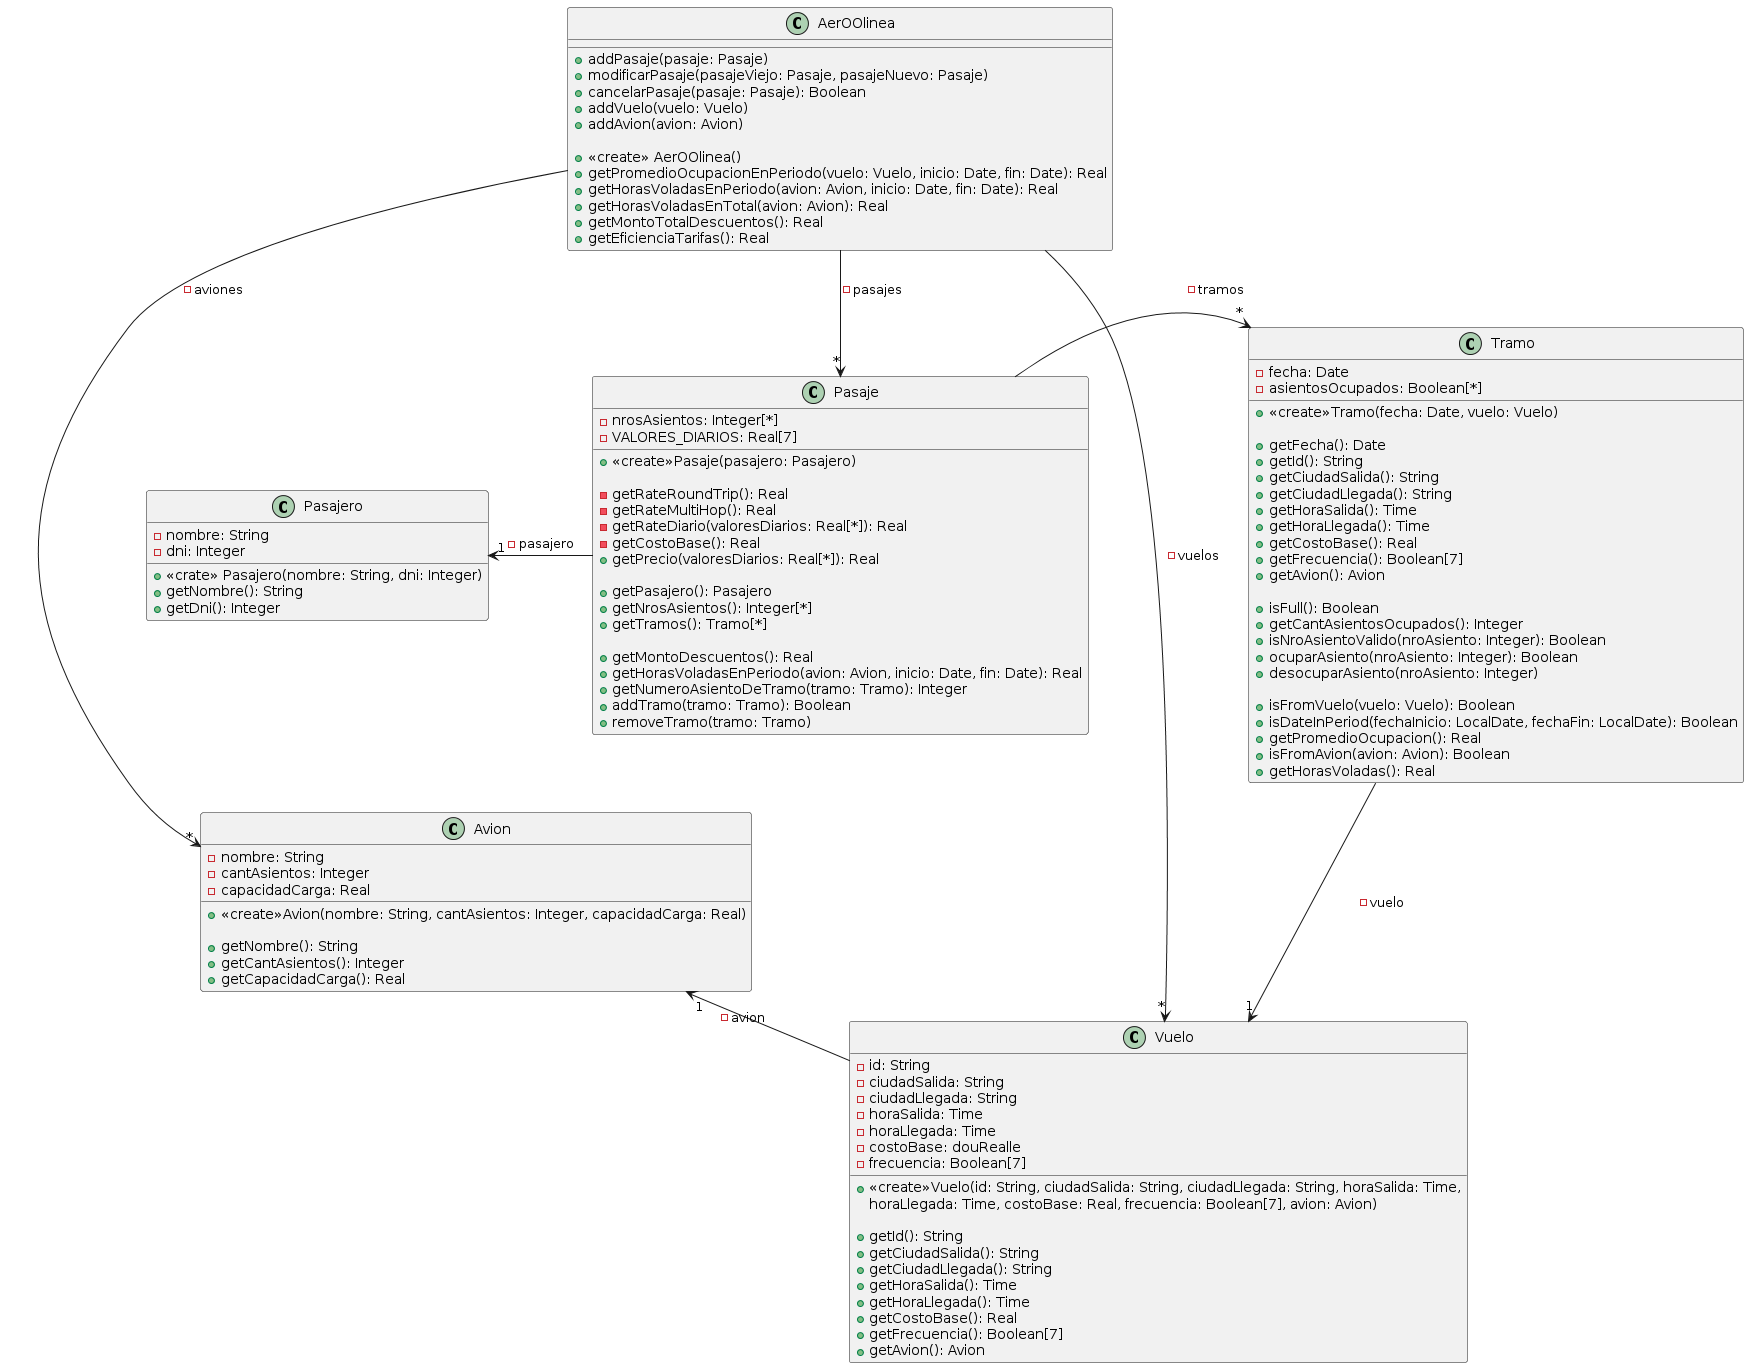 AerOOlinea
addPasaje(pasaje: Pasaje)
modificarPasaje(pasajeViejo: Pasaje, pasajeNuevo: Pasaje)
cancelarPasaje(pasaje: Pasaje): Boolean
addVuelo(vuelo: Vuelo)
addAvion(avion: Avion)
«create» AerOOlinea()
getPromedioOcupacionEnPeriodo(vuelo: Vuelo, inicio: Date, fin: Date): Real
getHorasVoladasEnPeriodo(avion: Avion, inicio: Date, fin: Date): Real
getHorasVoladasEnTotal(avion: Avion): Real
getMontoTotalDescuentos(): Real
getEficienciaTarifas(): Real
aviones
pasajes
tramos
*
*
Tramo
fecha: Date
asientosOcupados: Boolean[*]
«create»Tramo(fecha: Date, vuelo: Vuelo)
getFecha(): Date
getId(): String
getCiudadSalida(): String
getCiudadLlegada(): String
getHoraSalida(): Time
getHoraLlegada(): Time
getCostoBase(): Real
getFrecuencia(): Boolean[7]
getAvion(): Avion
isFull(): Boolean
getCantAsientosOcupados(): Integer
isNroAsientoValido(nroAsiento: Integer): Boolean
ocuparAsiento(nroAsiento: Integer): Boolean
desocuparAsiento(nroAsiento: Integer)
isFromVuelo(vuelo: Vuelo): Boolean
isDateInPeriod(fechaInicio: LocalDate, fechaFin: LocalDate): Boolean
getPromedioOcupacion(): Real
isFromAvion(avion: Avion): Boolean
getHorasVoladas(): Real
Pasaje
nrosAsientos: Integer[*]
VALORES_DIARIOS: Real[7]
«create»Pasaje(pasajero: Pasajero)
getRateRoundTrip(): Real
getRateMultiHop(): Real
getRateDiario(valoresDiarios: Real[*]): Real
getCostoBase(): Real
getPrecio(valoresDiarios: Real[*]): Real
getPasajero(): Pasajero
getNrosAsientos(): Integer[*]
getTramos(): Tramo[*]
getMontoDescuentos(): Real
getHorasVoladasEnPeriodo(avion: Avion, inicio: Date, fin: Date): Real
getNumeroAsientoDeTramo(tramo: Tramo): Integer
addTramo(tramo: Tramo): Boolean
removeTramo(tramo: Tramo)
Pasajero
nombre: String
dni: Integer
«crate» Pasajero(nombre: String, dni: Integer)
getNombre(): String
getDni(): Integer
1
pasajero
vuelos
*
Avion
nombre: String
cantAsientos: Integer
capacidadCarga: Real
«create»Avion(nombre: String, cantAsientos: Integer, capacidadCarga: Real)
getNombre(): String
getCantAsientos(): Integer
getCapacidadCarga(): Real
vuelo
1
avion
*
1
Vuelo
id: String
ciudadSalida: String
ciudadLlegada: String
horaSalida: Time
horaLlegada: Time
costoBase: douRealle
frecuencia: Boolean[7]
«create»Vuelo(id: String, ciudadSalida: String, ciudadLlegada: String, horaSalida: Time,
horaLlegada: Time, costoBase: Real, frecuencia: Boolean[7], avion: Avion)
getId(): String
getCiudadSalida(): String
getCiudadLlegada(): String
getHoraSalida(): Time
getHoraLlegada(): Time
getCostoBase(): Real
getFrecuencia(): Boolean[7]
getAvion(): Avion